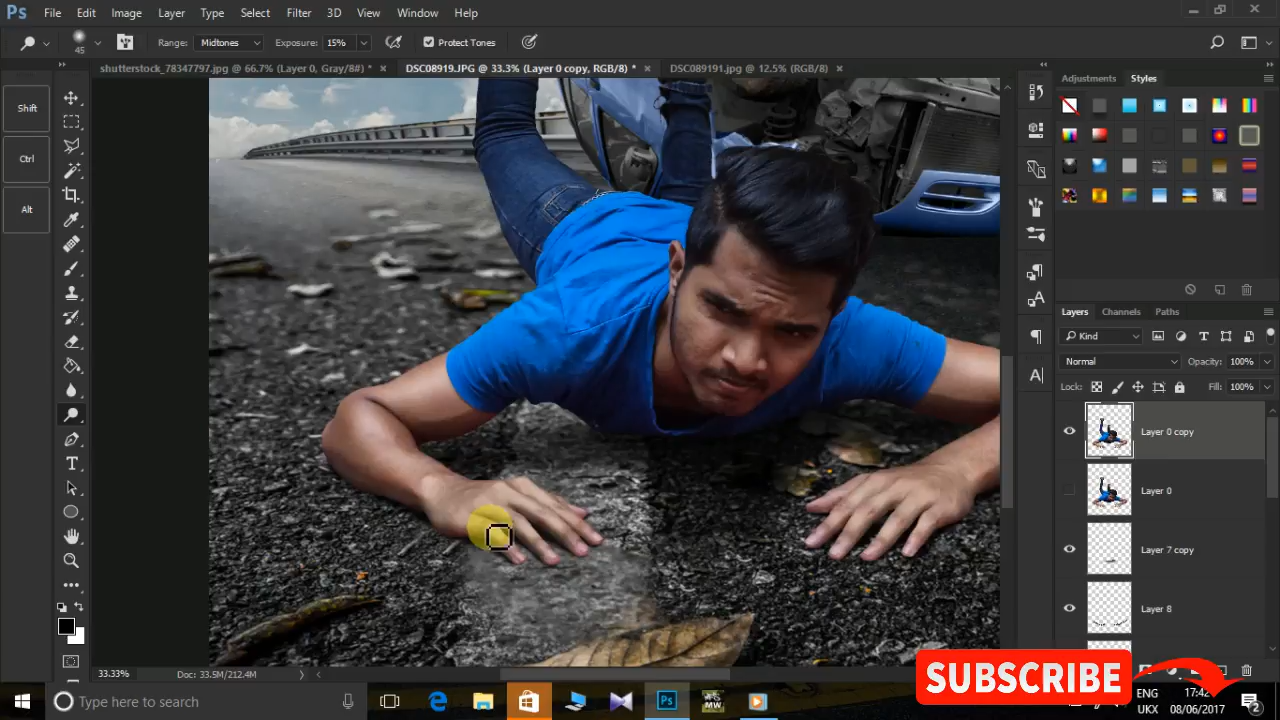 Ps File Edit Image Layer Type Select Filter 3D View Window Help
45 Range: Midtones Exposure: 15% Protect Tones
shutterstock_78347797.jpg @ 66.7% (Layer 0, Gray/8#) * × DSC08919.JPG @ 33.3% (Layer 0 copy, RGB/8) * × DSC089191.jpg @ 12.5% (RGB/8) ×
Shift
Ctrl
Alt
Adjustments Styles
Layers Channels Paths
Kind
Normal Opacity: 100%
Lock: Fill: 100%
Layer 0 copy
Layer 0
Layer 7 copy
Layer 8
33.33% Doc: 33.5M/212.4M
SUBSCRIBE
Type here to search
Ps
MW
ENG
UKX
17:42
08/06/2017
2